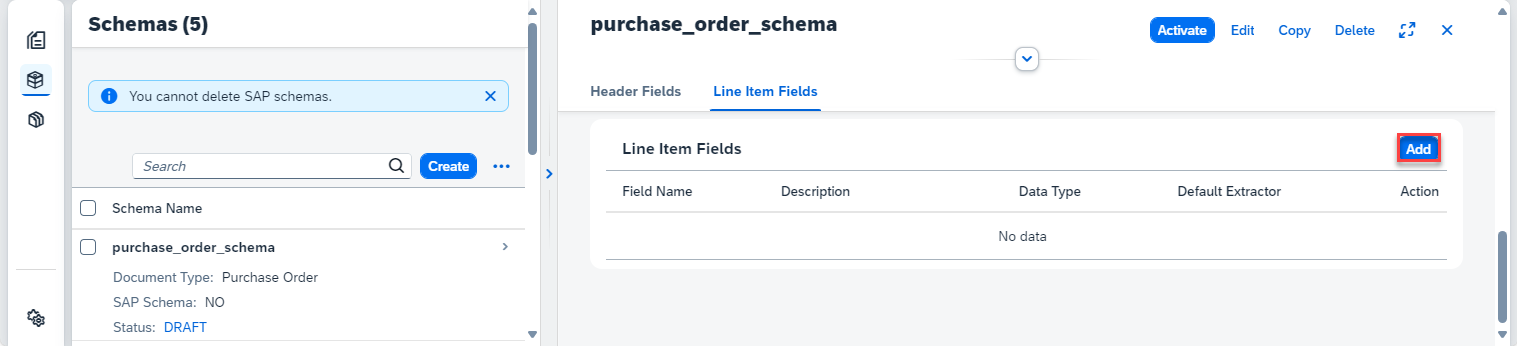 Schemas (5)
You cannot delete SAP schemas.
Search
Create
Schema Name
purchase_order_schema
Document Type: Purchase Order
SAP Schema: NO
Status: DRAFT
purchase_order_schema
Activate Edit Copy Delete
Header Fields Line Item Fields
Line Item Fields
Add
Field Name Description Data Type Default Extractor Action
No data